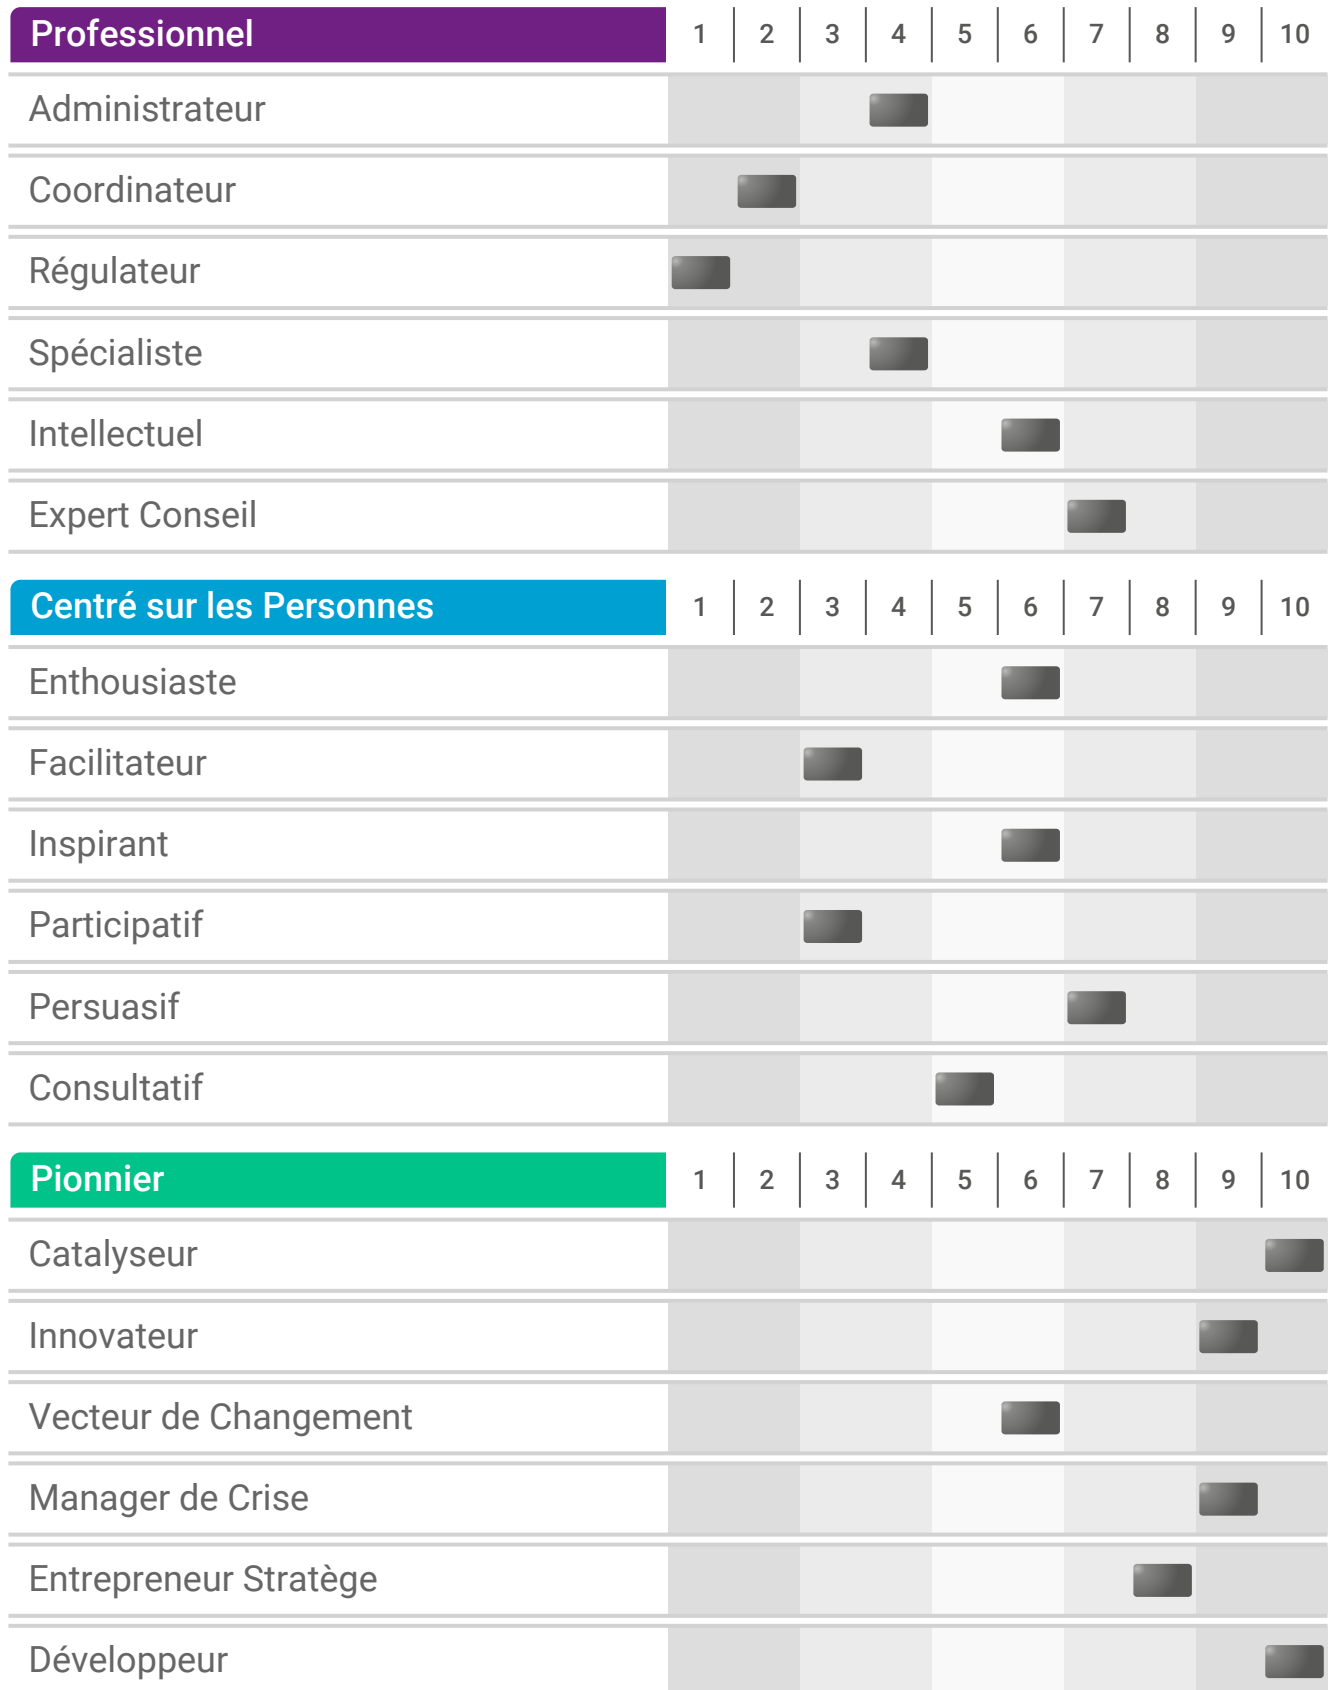 Professionnel 1 2 3 4 5 6 7 8 9 10
Administrateur
Coordinateur
Régulateur
Spécialiste
Intellectuel
Expert Conseil
Centré sur les Personnes 1 2 3 4 5 6 7 8 9 10
Enthousiaste
Facilitateur
Inspirant
Participatif
Persuasif
Consultatif
Pionnier 1 2 3 4 5 6 7 8 9 10
Catalyseur
Innovateur
Vecteur de Changement
Manager de Crise
Entrepreneur Stratège
Développeur